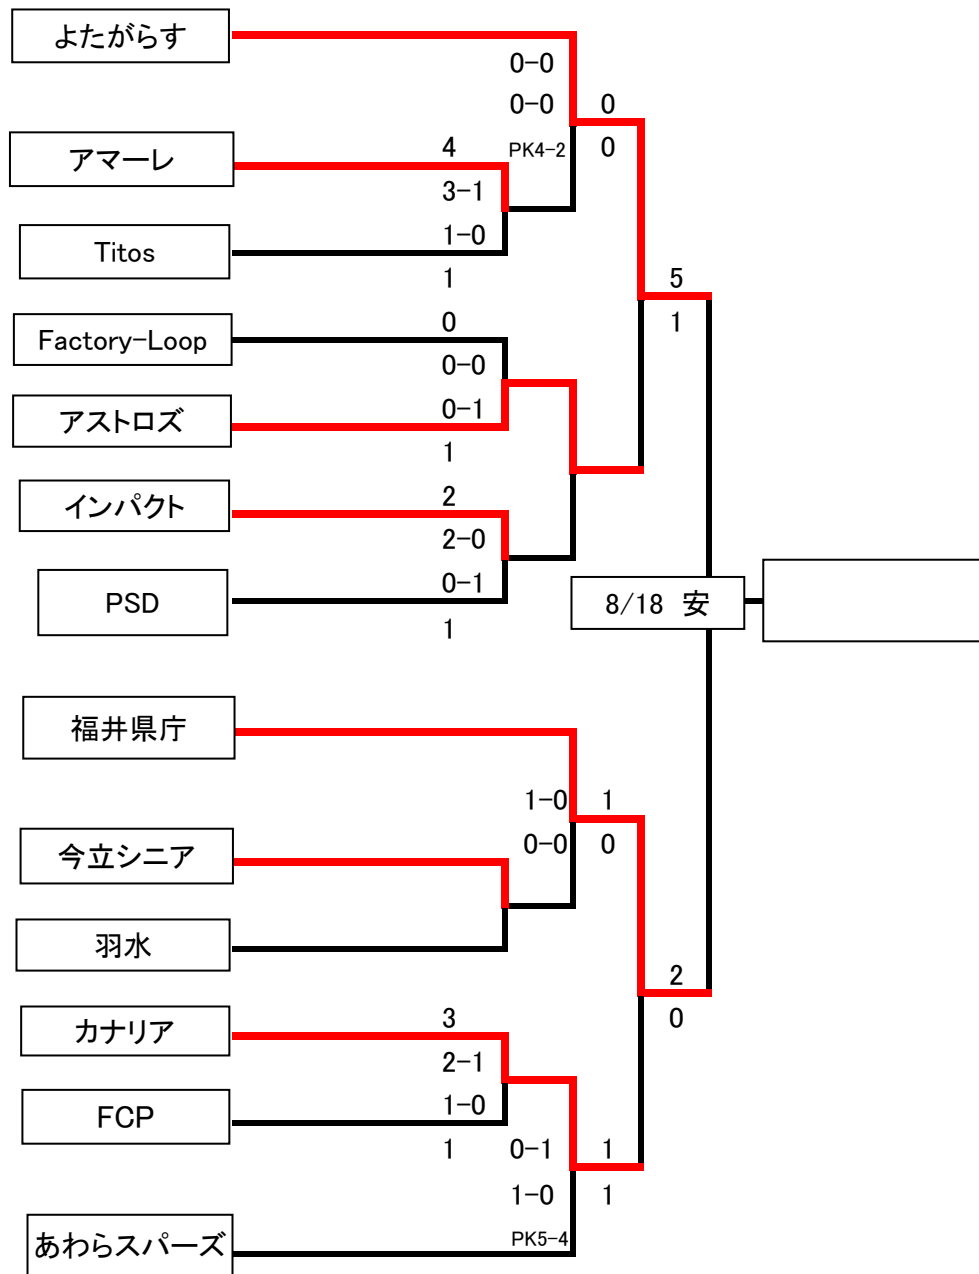 よたがらす
0-0
0-0
0
アマーレ
4
PK4-2
0
3-1
Titos
1-0
1
5
Factory-Loop
0
1
0-0
アストロズ
0-1
1
インパクト
2
2-0
PSD
0-1
8/18 安
1
福井県庁
1-0
1
今立シニア
0-0
0
羽水
2
カナリア
3
0
2-1
FCP
1-0
1
0-1
1
1-0
1
あわらスパーズ
PK5-4